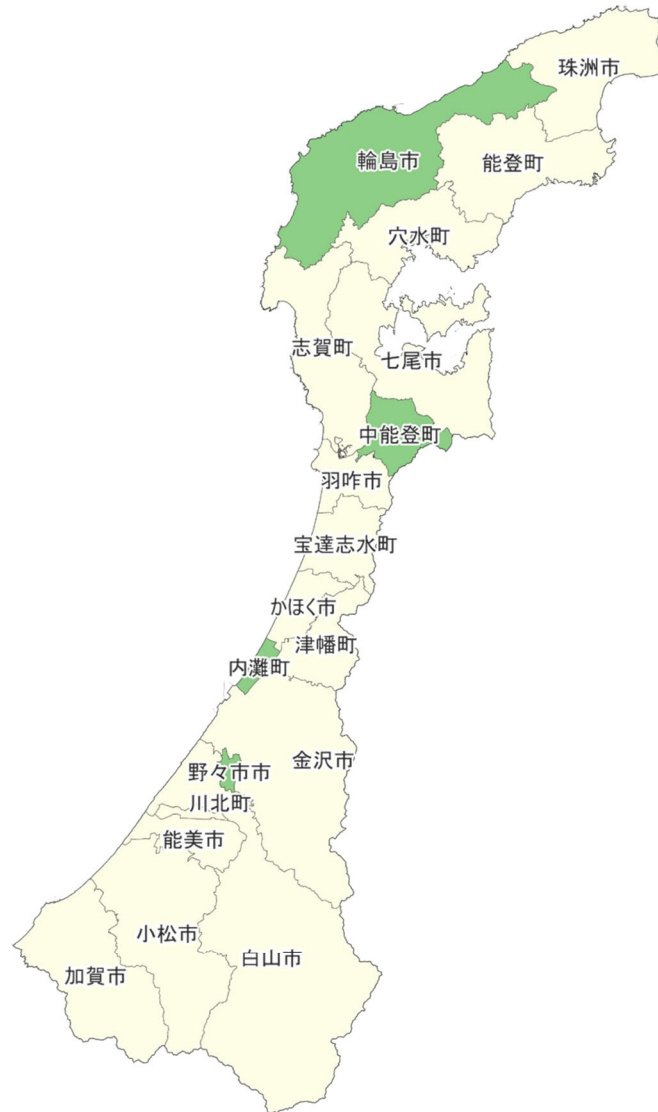 珠洲市
輪島市
能登町
穴水町
志賀町
七尾市
中能登町
羽咋市
宝達志水町
かほく市
津幡町
内灘町
金沢市
野々市市
川北町
能美市
小松市
白山市
加賀市